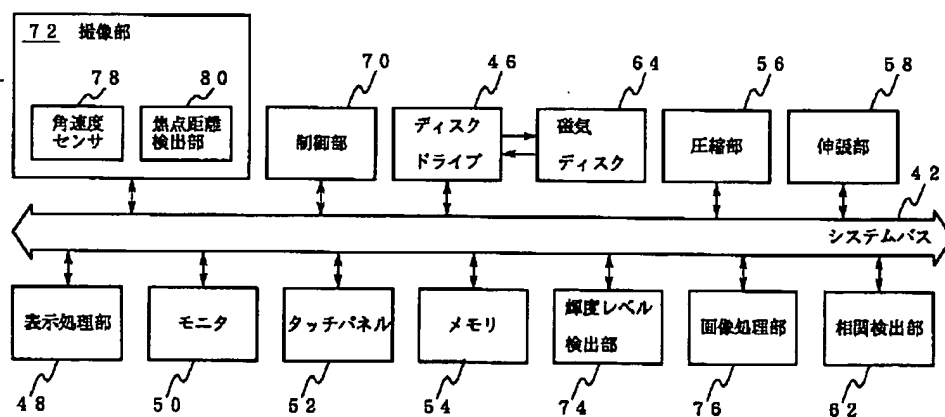 72 撮像部
70
46
64
56
58
78
80
角速度
センサ
焦点距離
検出部
制御部
ディスク
ドライブ
磁気
ディスク
圧縮部
伸張部
42
システムバス
表示処理部
モニタ
タッチパネル
メモリ
輝度レベル
検出部
画像処理部
相関検出部
48
50
52
54
74
76
62